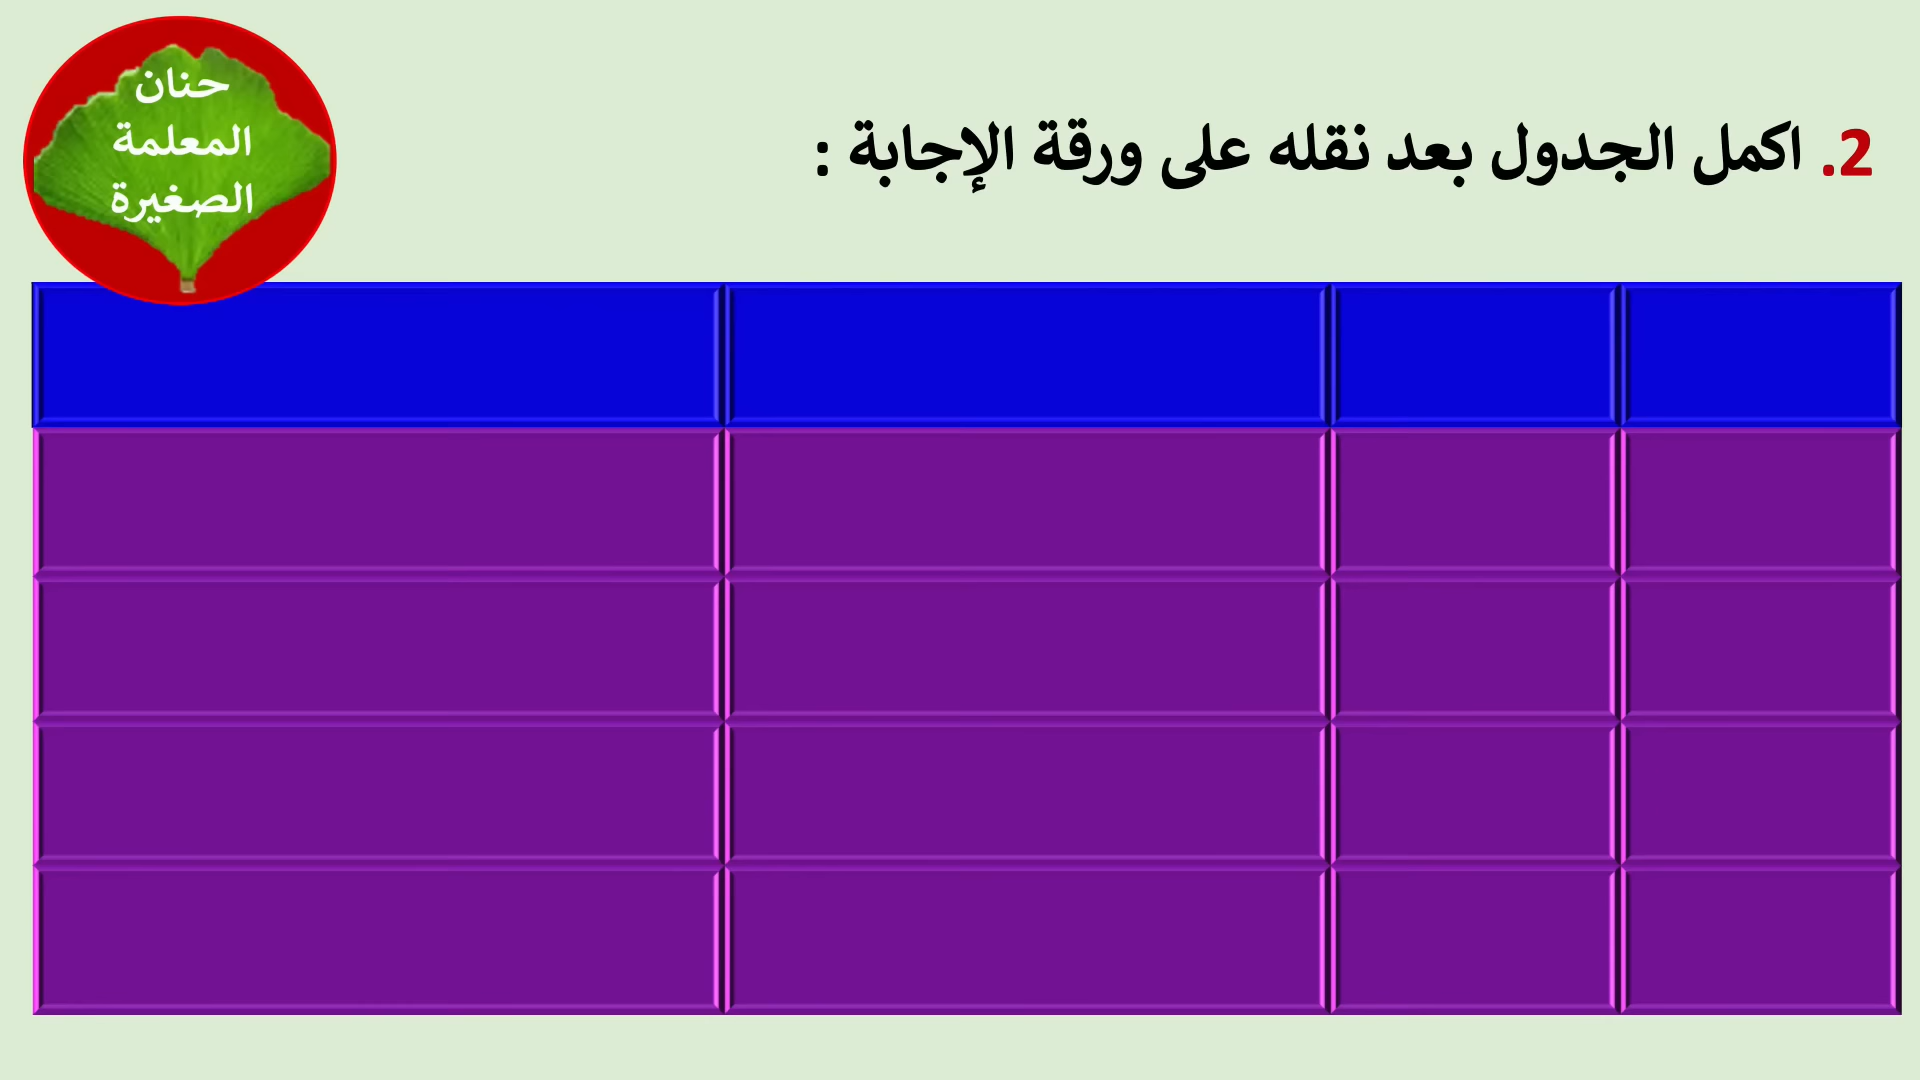 2. اكمل الجدول بعد نقله على ورقة الإجابة :
حنان
المعلمة
الصغيرة